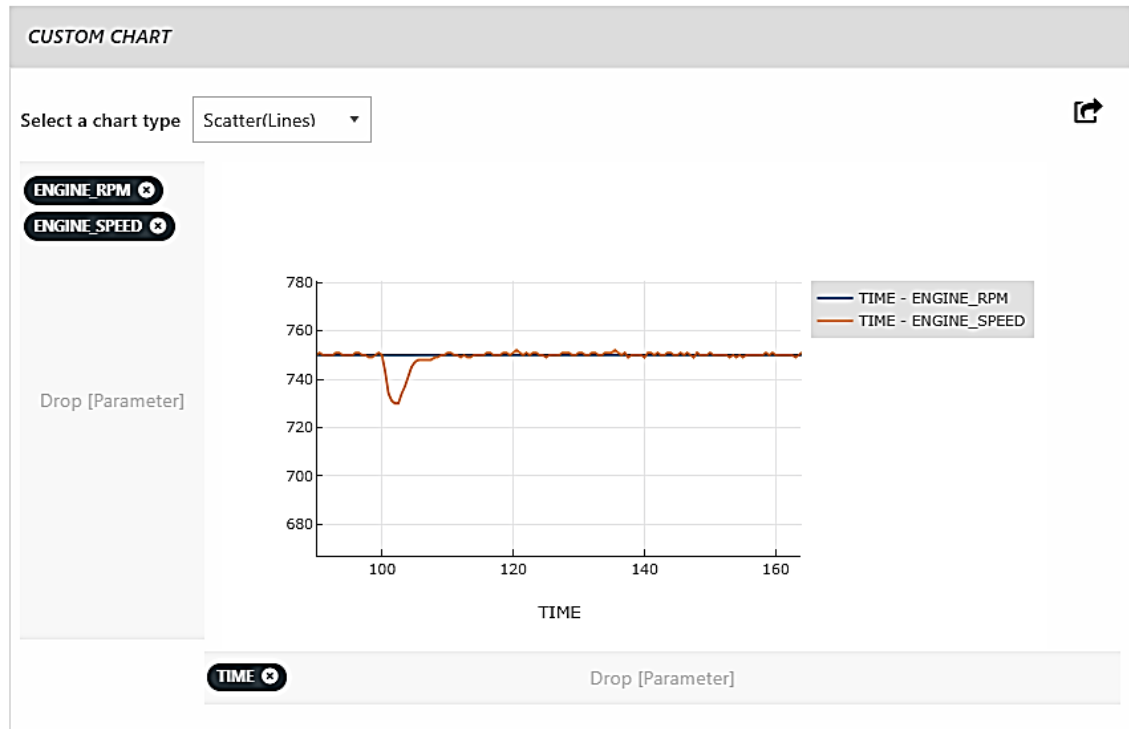 CUSTOM CHART
Select a chart type
Scatter(Lines)
ENGINE_RPM
ENGINE_SPEED
Drop [Parameter]
780
760
740
720
700
680
100 120 140 160
TIME
TIME - ENGINE_RPM
TIME - ENGINE_SPEED
TIME
Drop [Parameter]